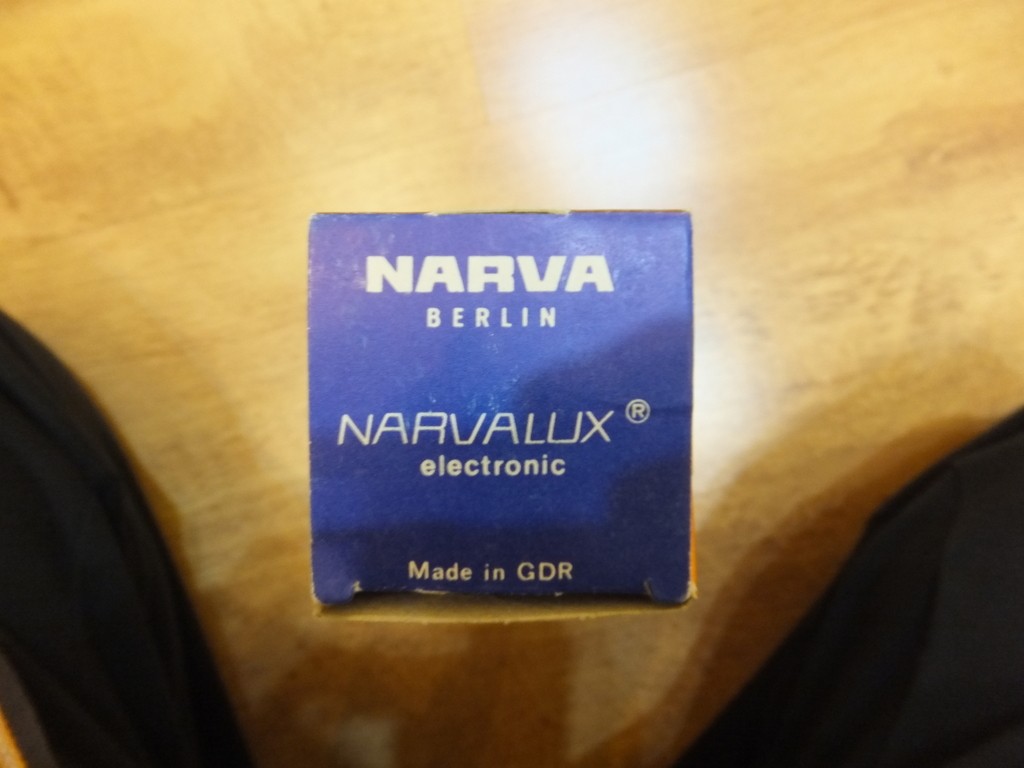 NARVA
BERLIN
NARVALUX ®
electronic
Made in GDR